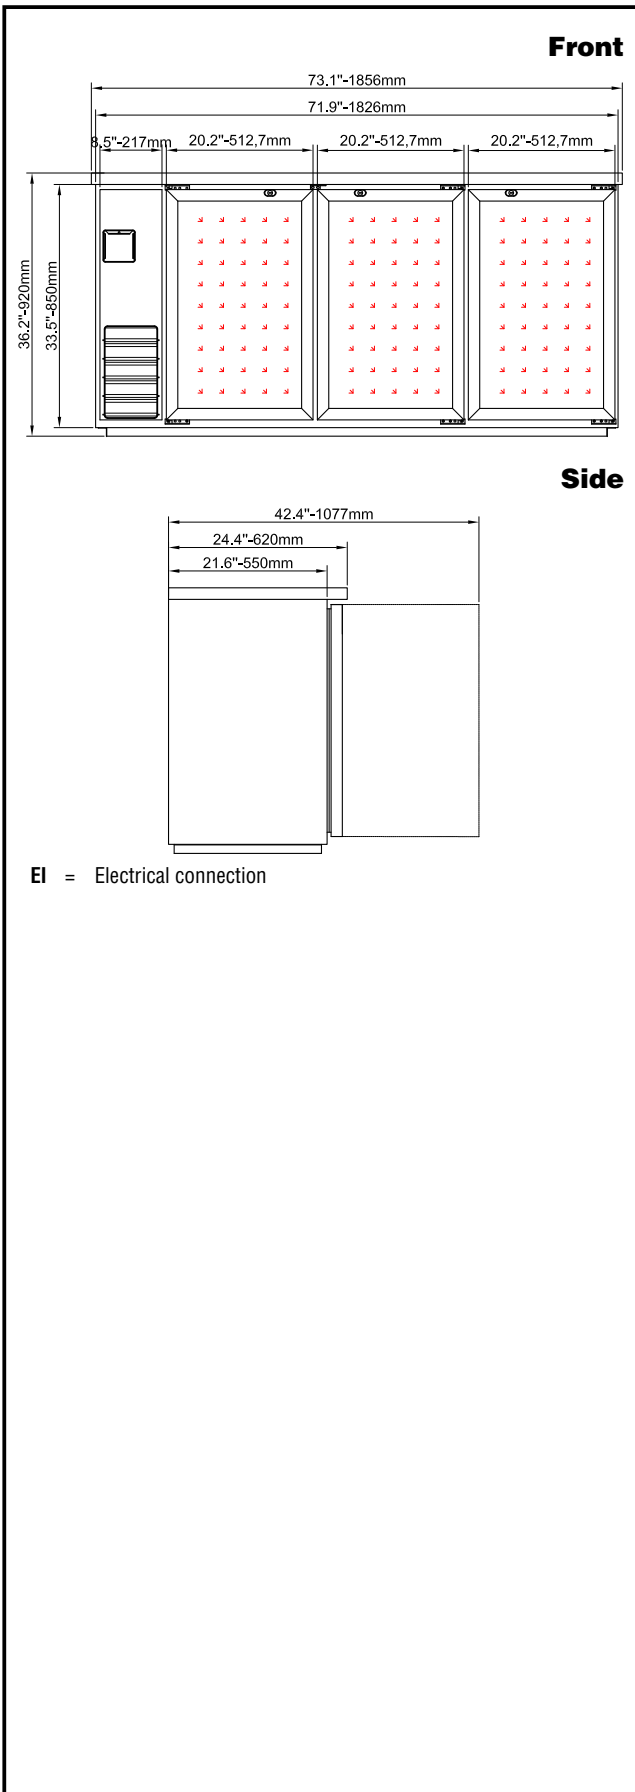 Front
73.1"-1856mm
71.9"-1826mm
8.5"-217mm 20.2"-512,7mm 20.2"-512,7mm 20.2"-512,7mm
36.2"-920mm
33.5"-850mm
Side
42.4"-1077mm
24.4"-620mm
21.6"-550mm
EI = Electrical connection